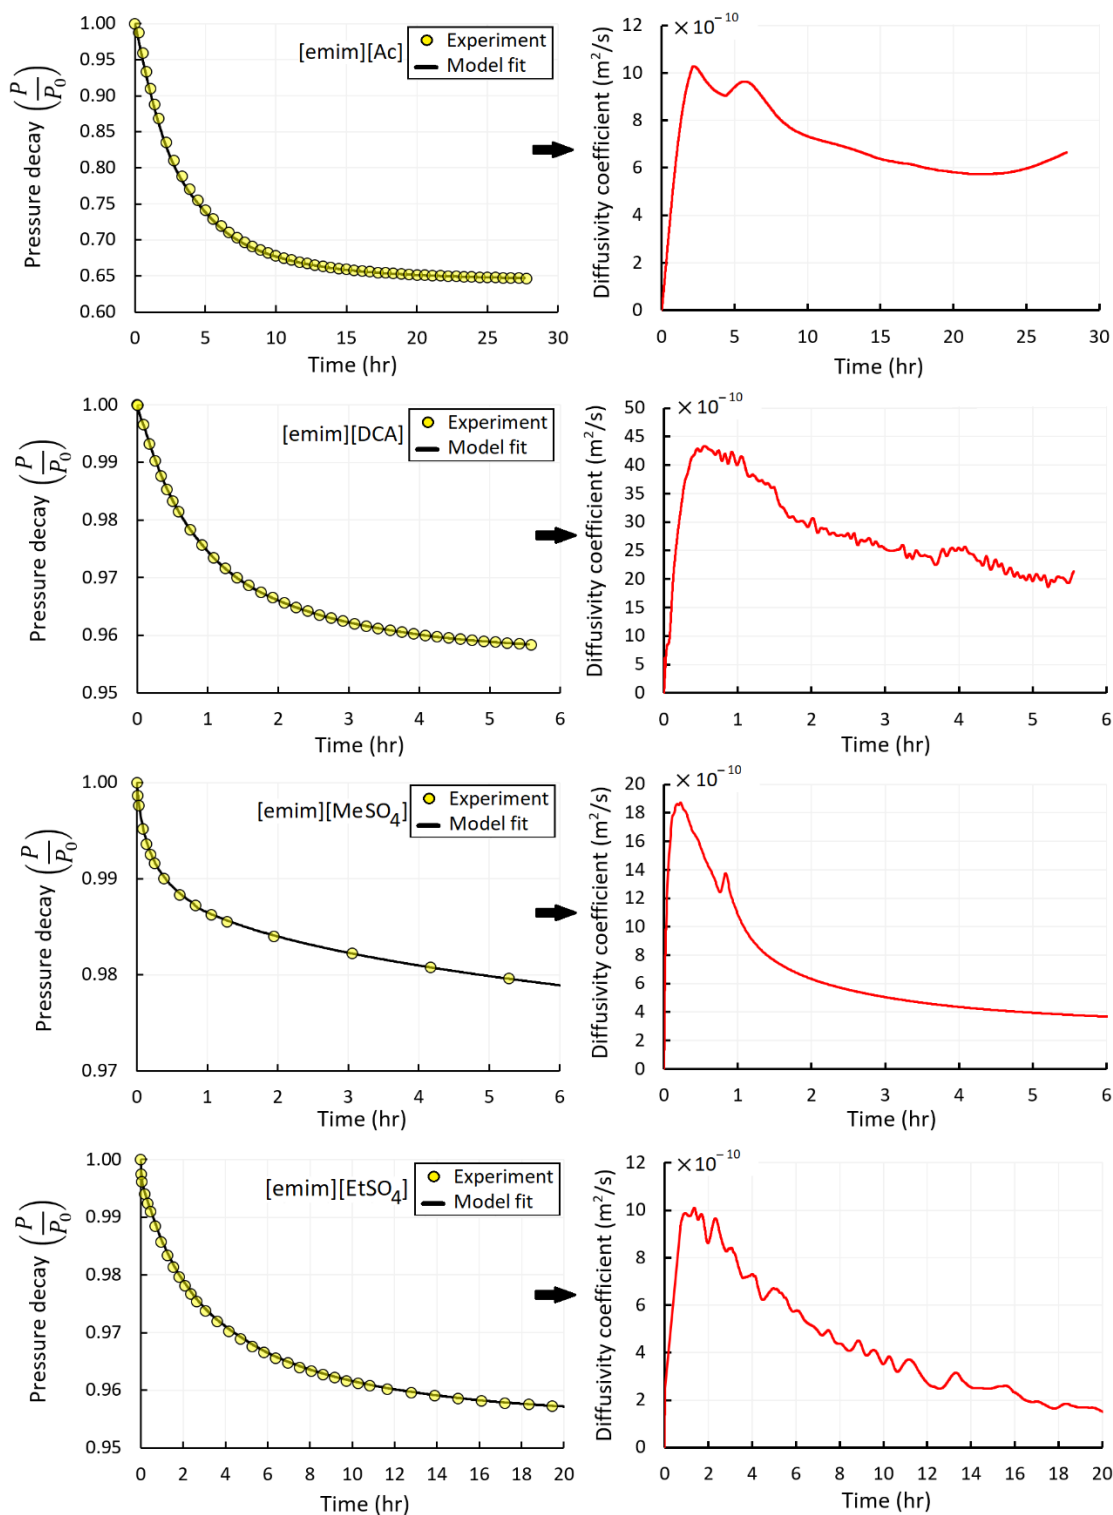 [emim][Ac]
Experiment
Model fit
Pressure decay (P/P0)
1.00
0.95
0.90
0.85
0.80
0.75
0.70
0.65
0.60
0 5 10 15 20 25 30
Time (hr)
× 10−10
Diffusivity coefficient (m2/s)
12
10
8
6
4
2
0
0 5 10 15 20 25 30
Time (hr)
[emim][DCA]
Experiment
Model fit
Pressure decay (P/P0)
1.00
0.99
0.98
0.97
0.96
0.95
0 1 2 3 4 5 6
Time (hr)
× 10−10
Diffusivity coefficient (m2/s)
50
45
40
35
30
25
20
15
10
5
0
0 1 2 3 4 5 6
Time (hr)
[emim][MeSO4]
Experiment
Model fit
Pressure decay (P/P0)
1.00
0.99
0.98
0.97
0 1 2 3 4 5 6
Time (hr)
× 10−10
Diffusivity coefficient (m2/s)
20
18
16
14
12
10
8
6
4
2
0
0 1 2 3 4 5 6
Time (hr)
[emim][EtSO4]
Experiment
Model fit
Pressure decay (P/P0)
1.00
0.99
0.98
0.97
0.96
0.95
0 2 4 6 8 10 12 14 16 18 20
Time (hr)
×10−10
Diffusivity coefficient (m2/s)
12
10
8
6
4
2
0
0 2 4 6 8 10 12 14 16 18 20
Time (hr)